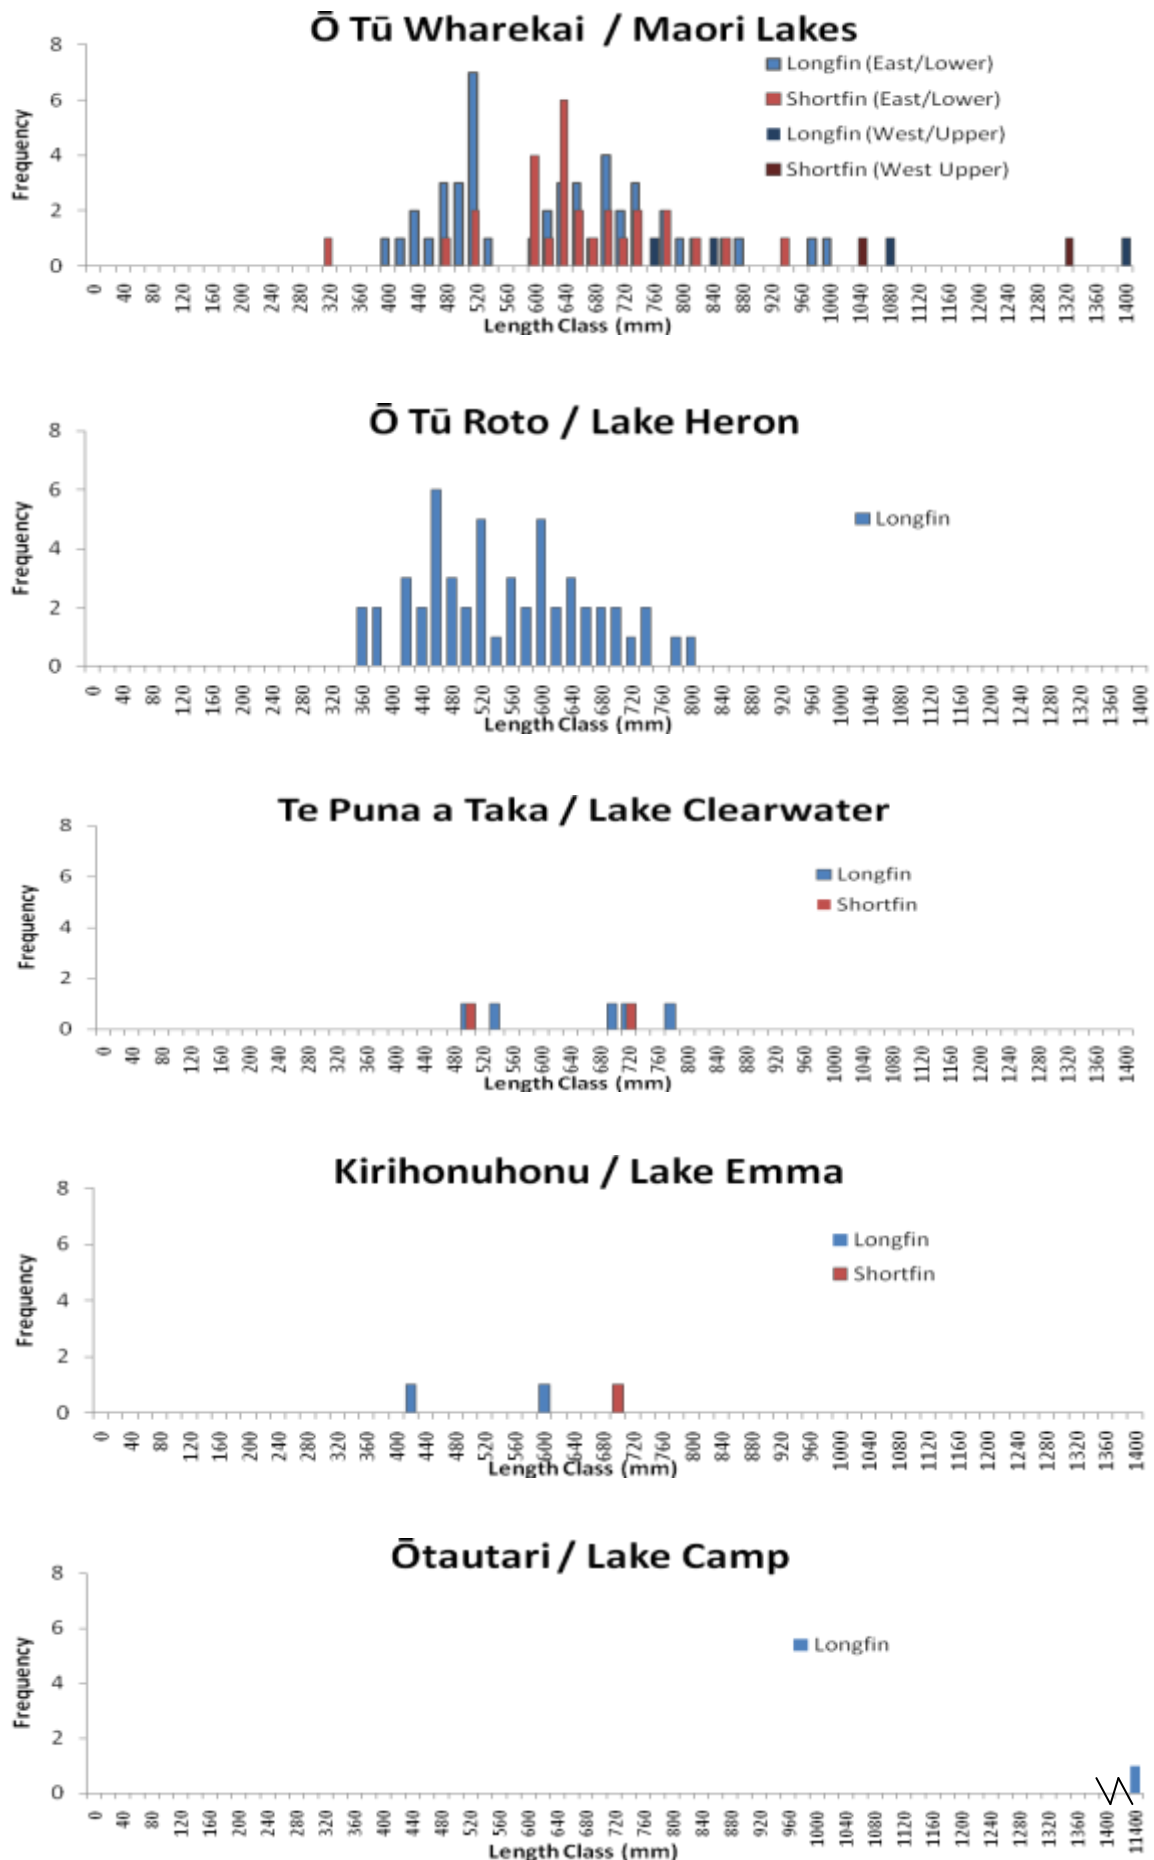 Ō Tū Wharekai / Maori Lakes
Longfin (East/Lower)
Shortfin (East/Lower)
Longfin (West/Upper)
Shortfin (West Upper)
Frequency
8
6
4
2
0
0 40 80 120 160 200 240 280 320 360 400 440 480 520 560 600 640 680 720 760 800 840 880 920 960 1000 1040 1080 1120 1160 1200 1240 1280 1320 1360 1400
Length Class (mm)
Ō Tū Roto / Lake Heron
Longfin
Frequency
8
6
4
2
0
0 40 80 120 160 200 240 280 320 360 400 440 480 520 560 600 640 680 720 760 800 840 880 920 960 1000 1040 1080 1120 1160 1200 1240 1280 1320 1360 1400
Length Class (mm)
Te Puna a Taka / Lake Clearwater
Longfin
Shortfin
Frequency
8
6
4
2
0
0 40 80 120 160 200 240 280 320 360 400 440 480 520 560 600 640 680 720 760 800 840 880 920 960 1000 1040 1080 1120 1160 1200 1240 1280 1320 1360 1400
Length Class (mm)
Kirihonuhonu / Lake Emma
Longfin
Shortfin
Frequency
8
6
4
2
0
0 40 80 120 160 200 240 280 320 360 400 440 480 520 560 600 640 680 720 760 800 840 880 920 960 1000 1040 1080 1120 1160 1200 1240 1280 1320 1360 1400
Length Class (mm)
Ōtautari / Lake Camp
Longfin
Frequency
8
6
4
2
0
0 40 80 120 160 200 240 280 320 360 400 440 480 520 560 600 640 680 720 760 800 840 880 920 960 1000 1040 1080 1120 1160 1200 1240 1280 1320 1360 1400 11400
Length Class (mm)